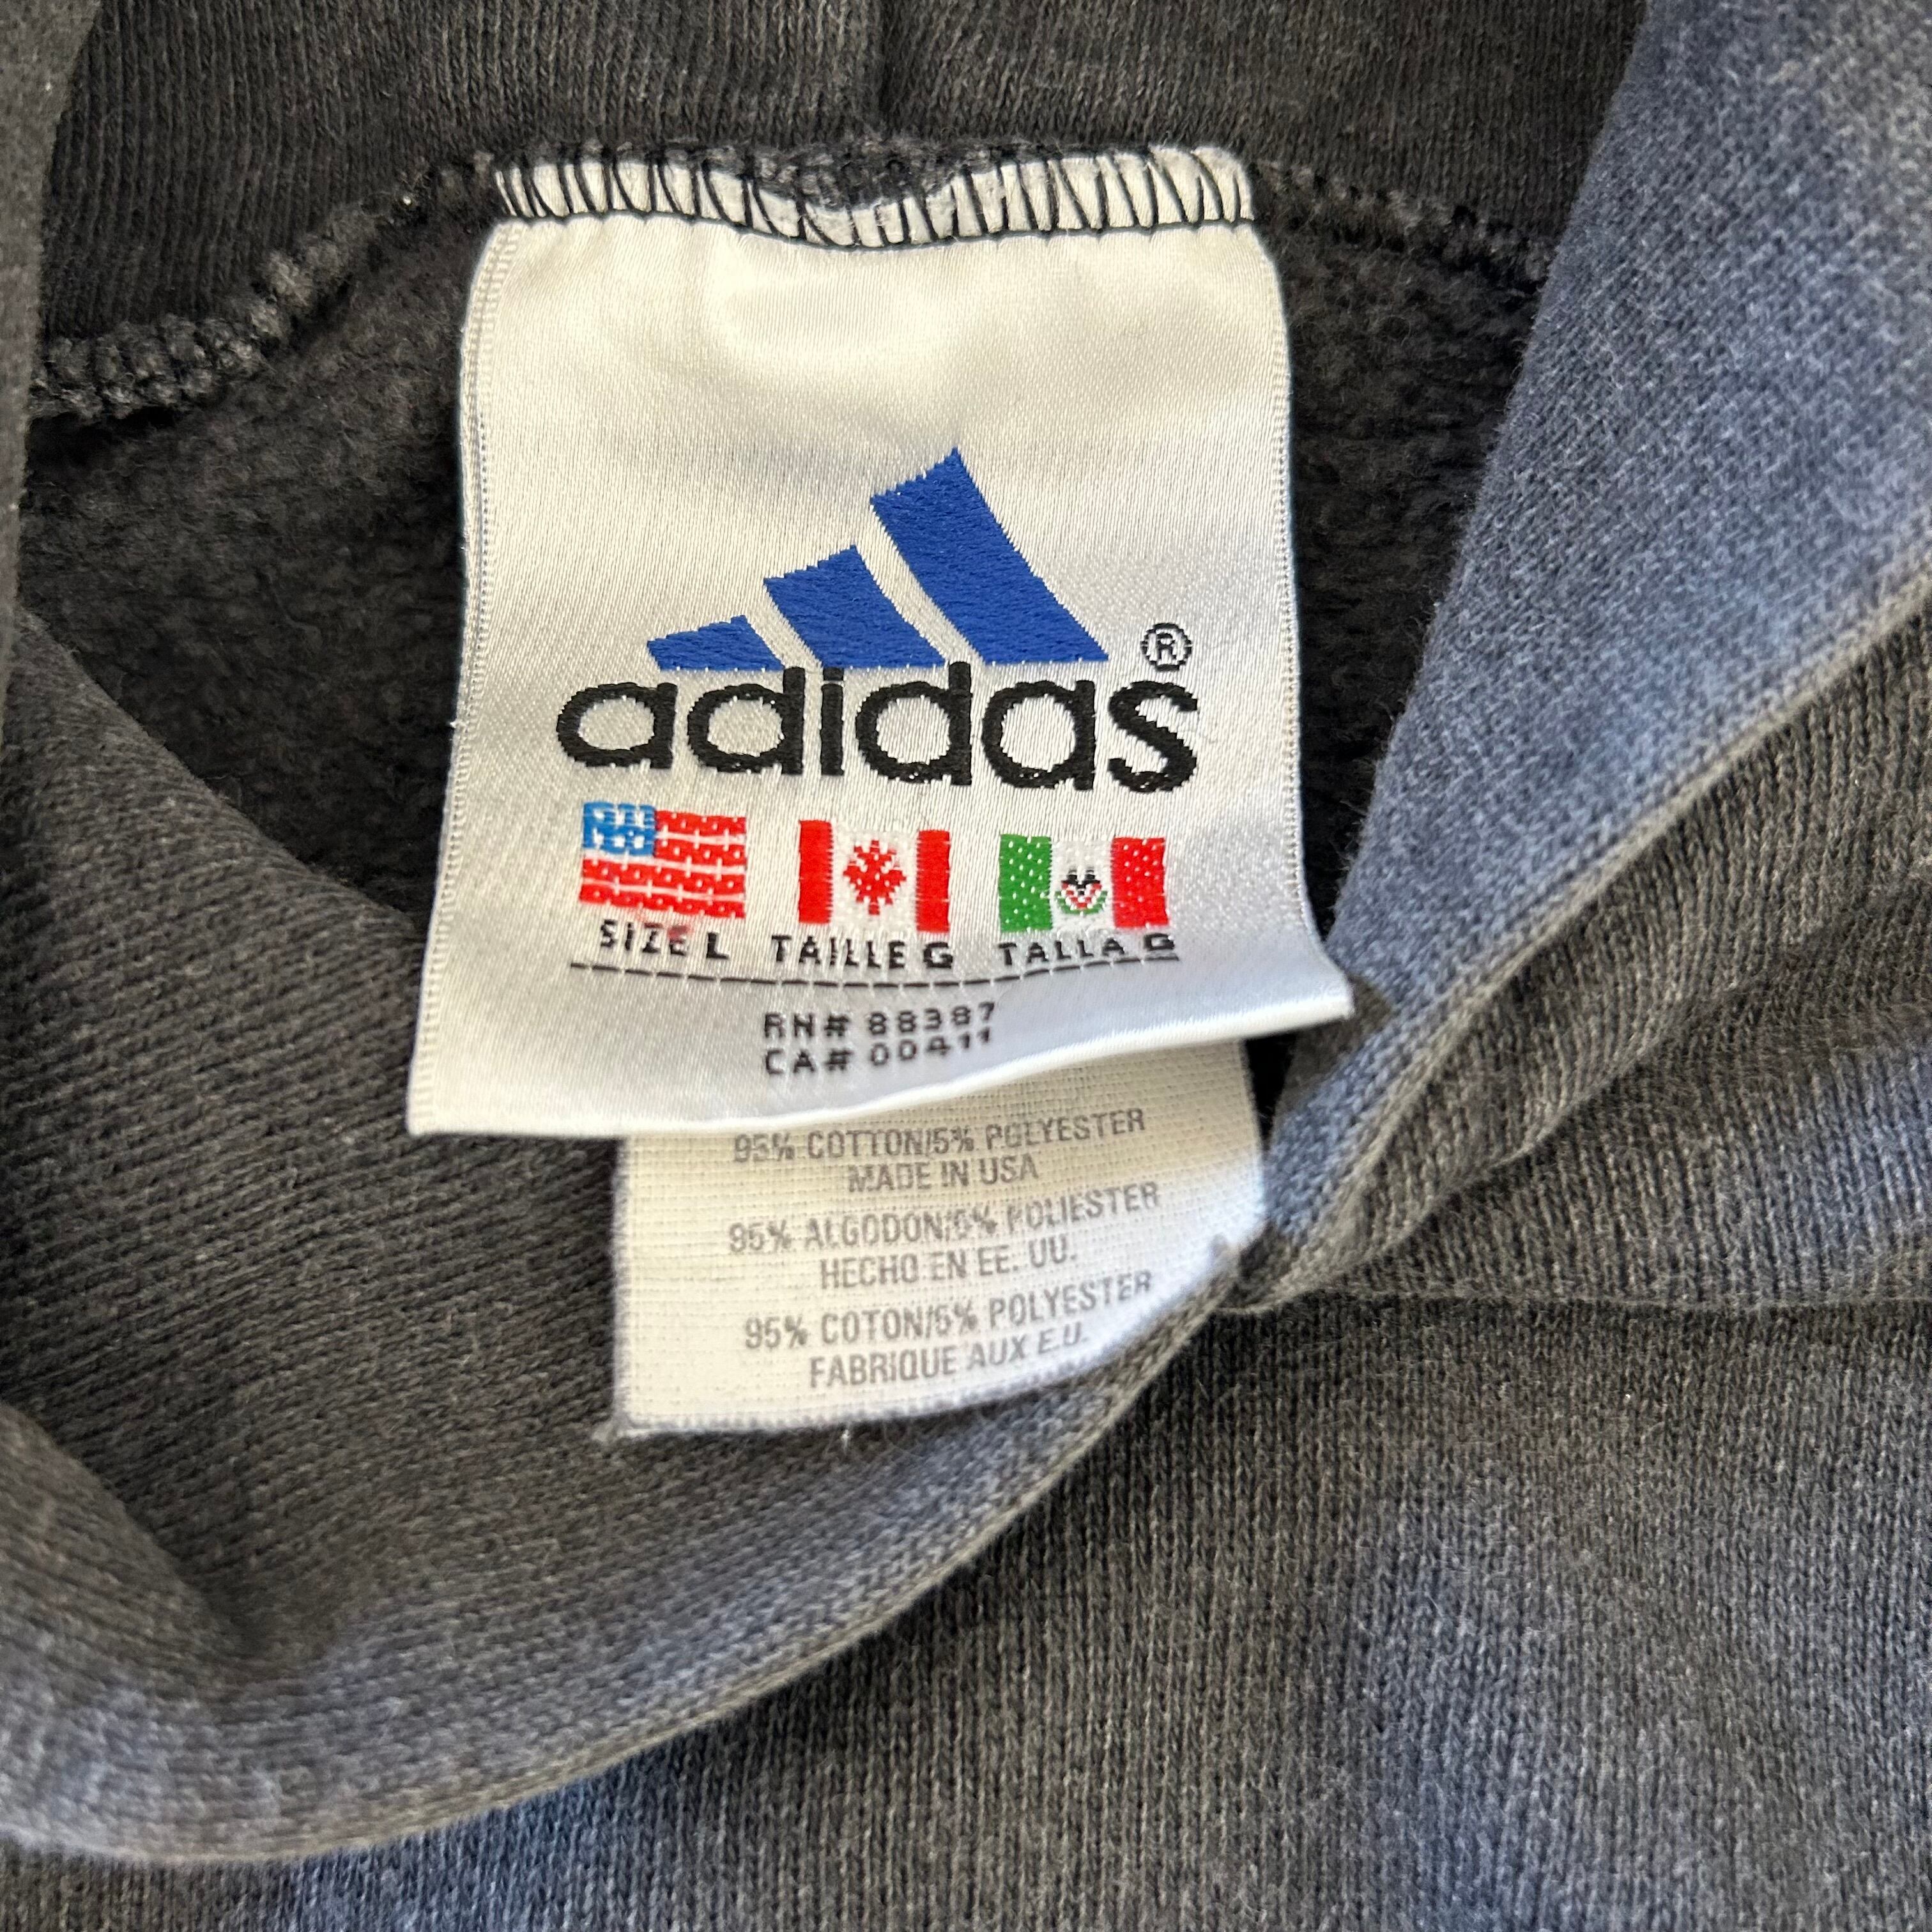 adidas ®
SIZE L TAILLE G TALLA G
RN# 88387
CA# 00411
95% COTTON/5% POLYESTER
MADE IN USA
95% ALGODON/5% POLIESTER
HECHO EN EE. UU.
95% COTON/5% POLYESTER
FABRIQUE AUX E.U.